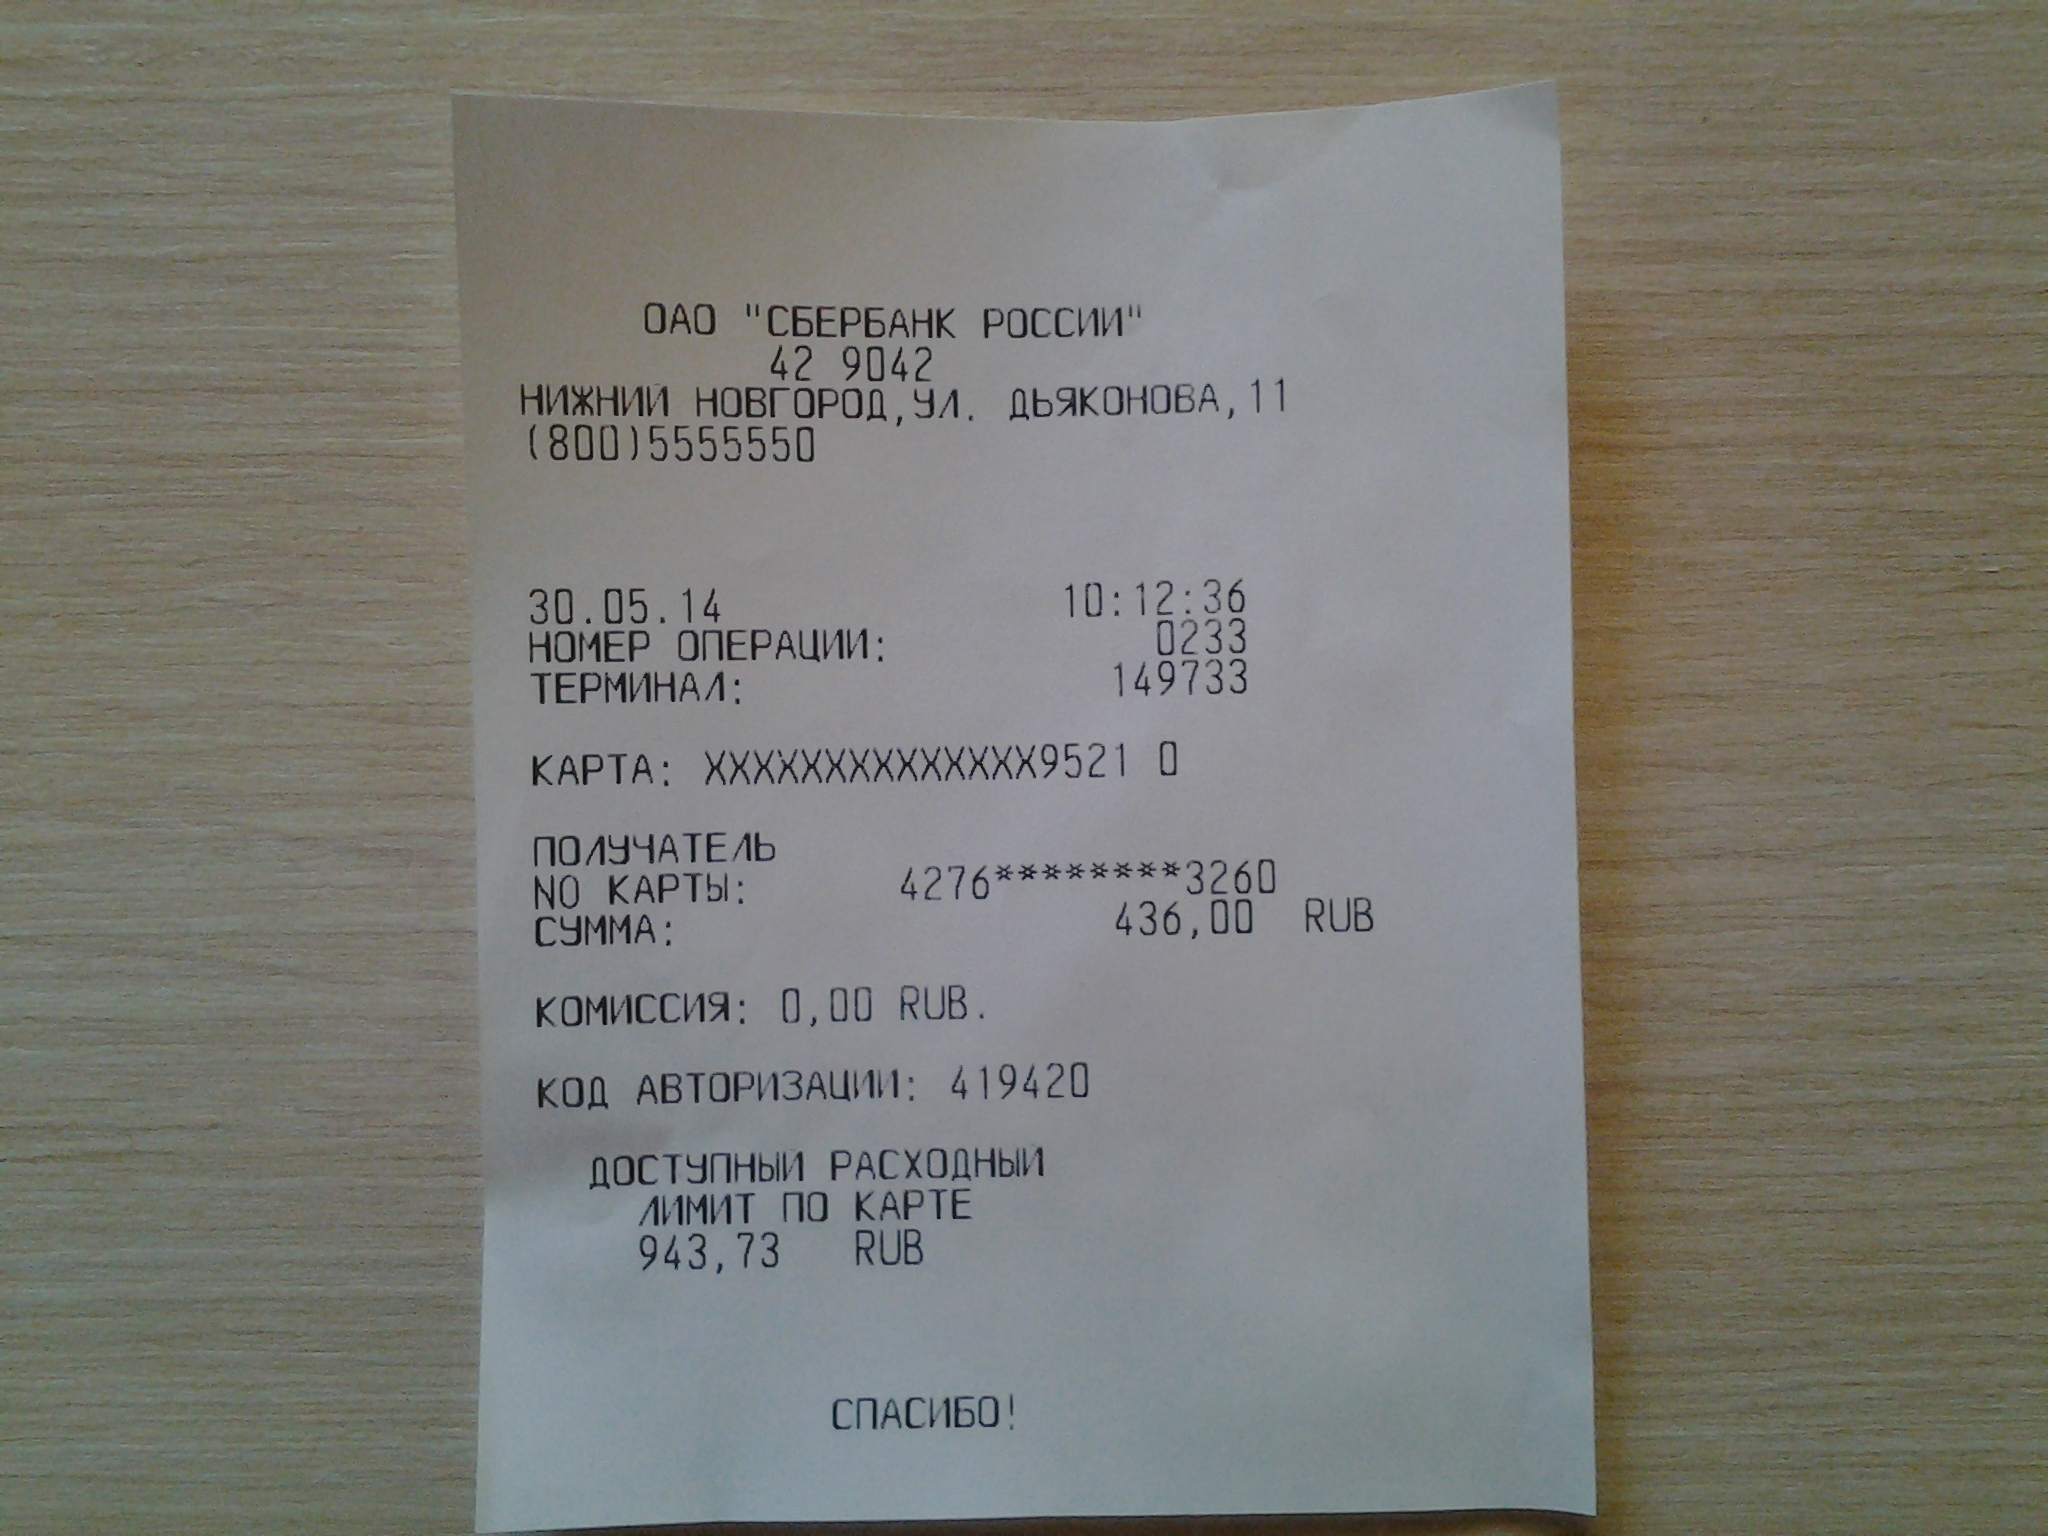 ОАО "СБЕРБАНК РОССИИ"
42 9042
НИЖНИЙ НОВГОРОД,УЛ. ДЬЯКОНОВА,11
(800)5555550
30.05.14 10:12:36
НОМЕР ОПЕРАЦИИ: 0233
ТЕРМИНАЛ: 149733
КАРТА: XXXXXXXXXXXXXX9521 0
ПОЛУЧАТЕЛЬ
NO КАРТЫ: 4276********3260
СУММА: 436,00 RUB
КОМИССИЯ: 0,00 RUB.
КОД АВТОРИЗАЦИИ: 419420
ДОСТУПНЫЙ РАСХОДНЫЙ
ЛИМИТ ПО КАРТЕ
943,73 RUB
СПАСИБО!